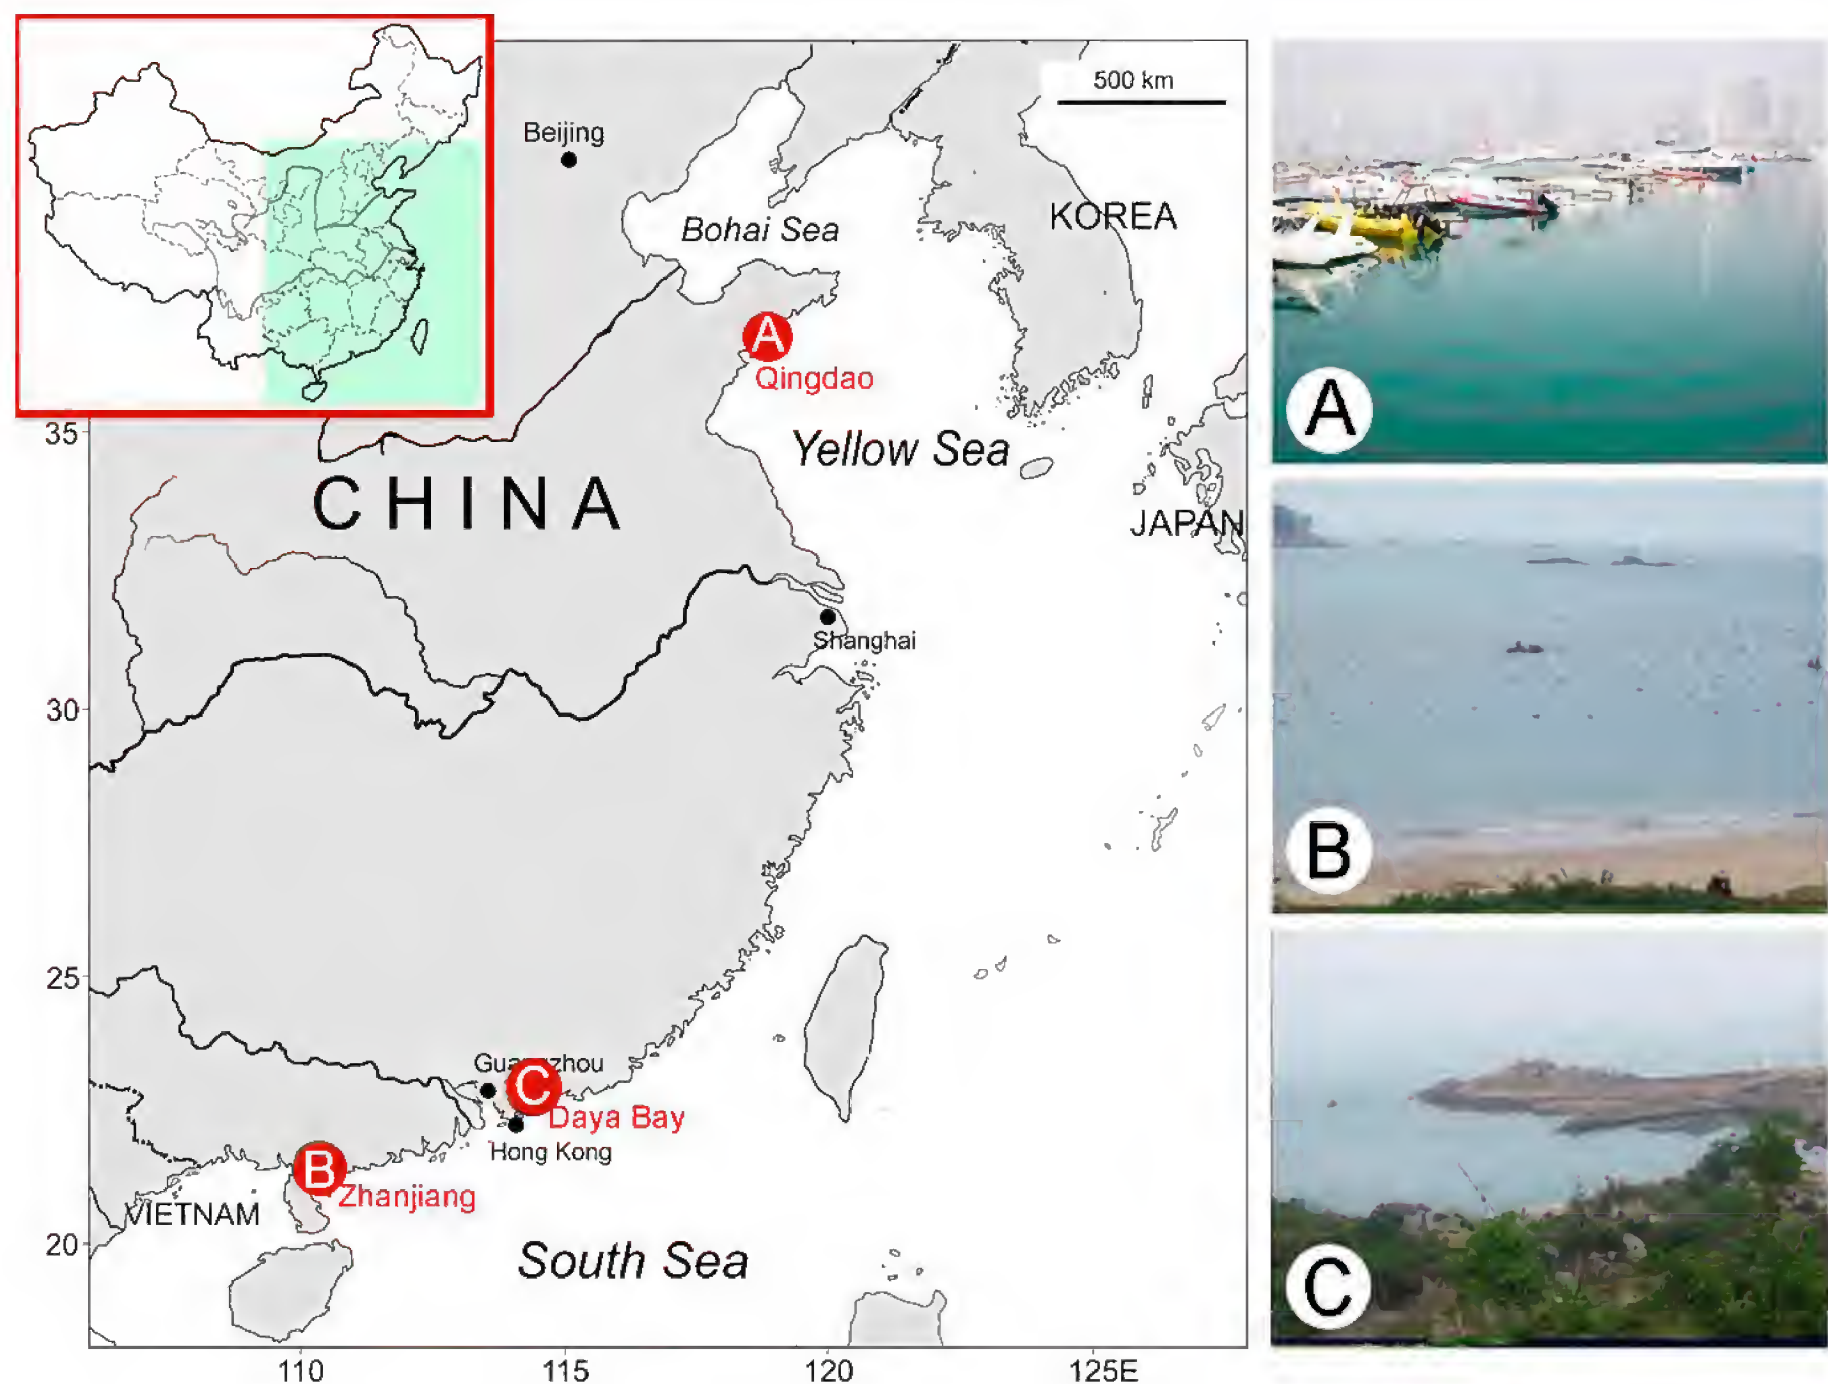 500 km
Beijing
Bohai Sea
KOREA
A
Qingdao
Yellow Sea
A
35
CHINA
JAPAN
Shanghai
30
B
25
Guangzhou
C
Daya Bay
Hong Kong
B
Zhanjiang
VIETNAM
20
South Sea
C
110
115
120
125E